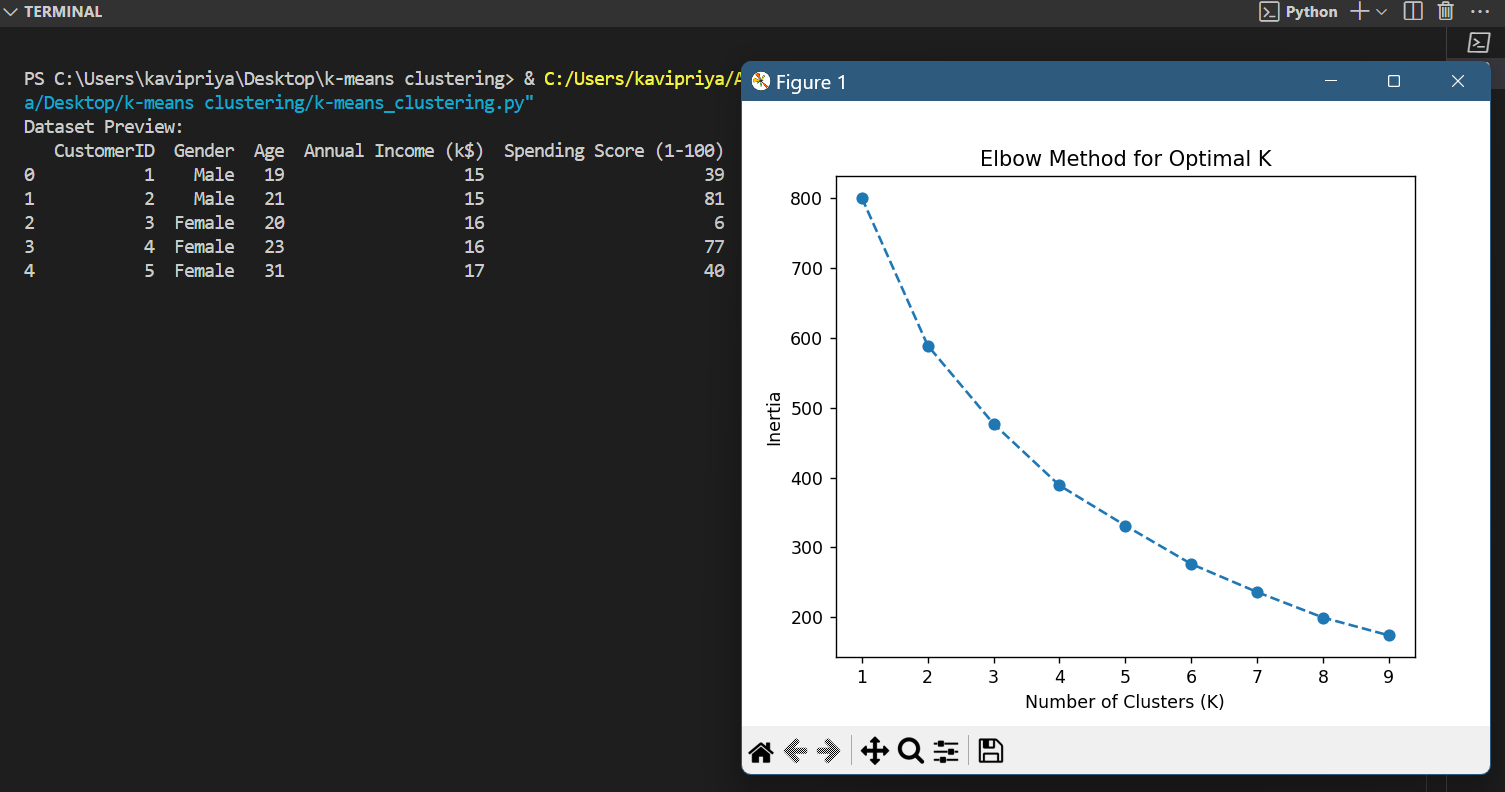 TERMINAL
Python
PS C:\Users\kavipriya\Desktop\k-means clustering> & C:/Users/kavipriya/A
a/Desktop/k-means clustering/k-means_clustering.py"
Dataset Preview:
CustomerID Gender Age Annual Income (k$) Spending Score (1-100)
0 1 Male 19 15 39
1 2 Male 21 15 81
2 3 Female 20 16 6
3 4 Female 23 16 77
4 5 Female 31 17 40
Figure 1
Elbow Method for Optimal K
800
700
600
500
400
300
200
Inertia
1 2 3 4 5 6 7 8 9
Number of Clusters (K)